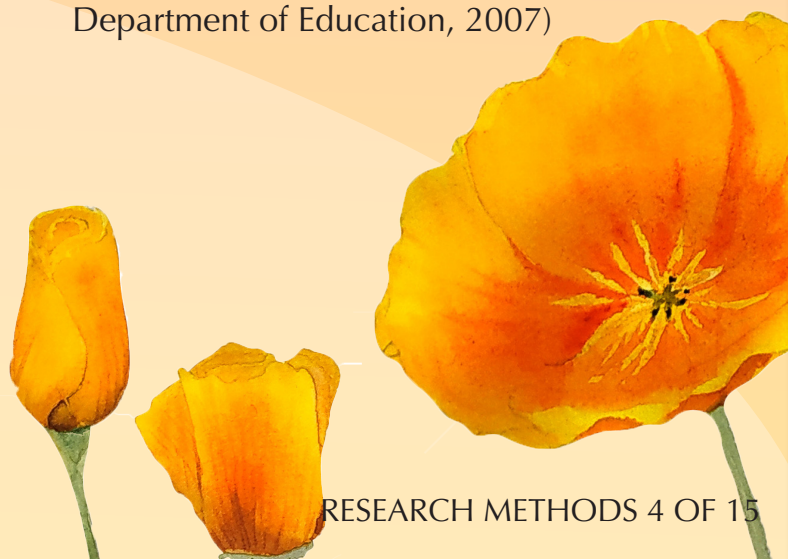 Department of Education, 2007)
RESEARCH METHODS 4 OF 15